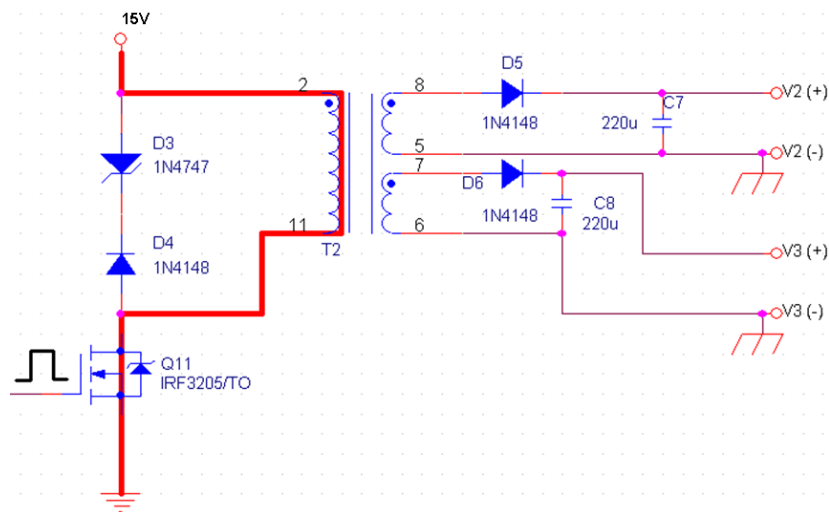 15V
2
8
D5
V2 (+)
C7
D3
1N4148
220u
1N4747
5
V2 (-)
7
D6
C8
11
1N4148
220u
6
D4
T2
V3 (+)
1N4148
V3 (-)
Q11
IRF3205/TO